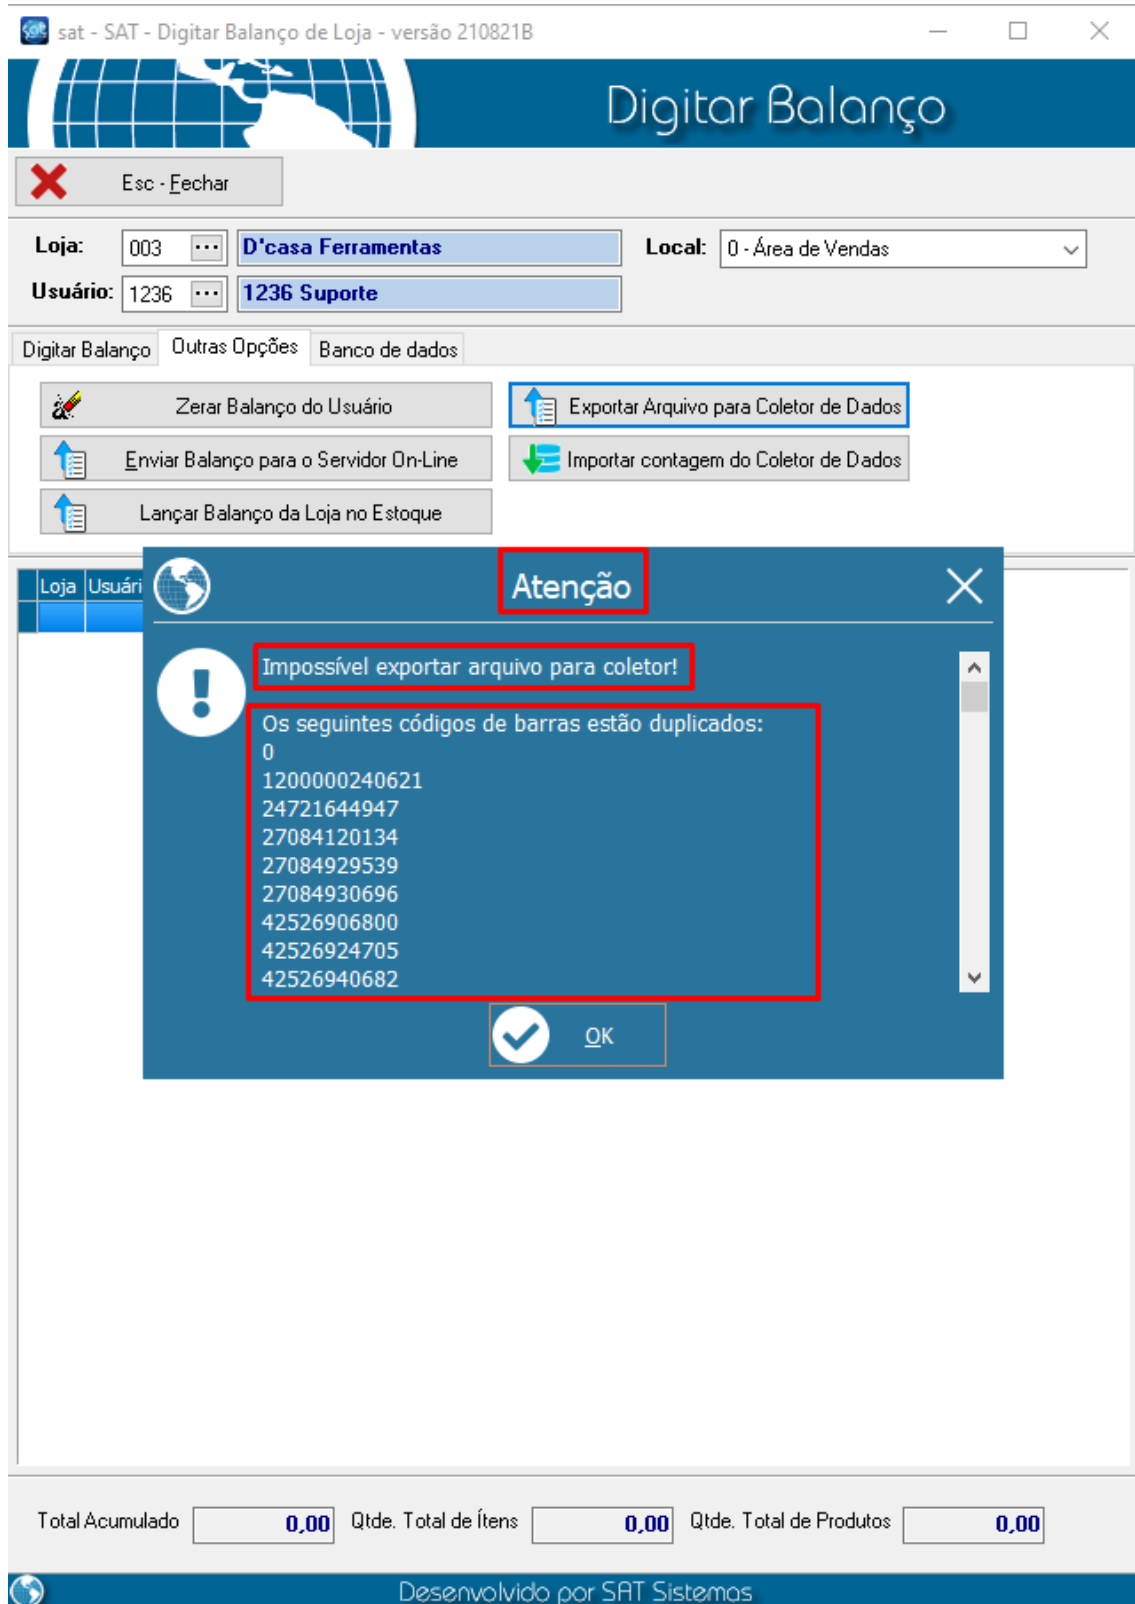 sat - SAT - Digitar Balanço de Loja - versão 210821B
Digitar Balanço
Esc - Fechar
Loja: 003 ... D'casa Ferramentas Local: 0 - Área de Vendas
Usuário: 1236 ... 1236 Suporte
Digitar Balanço Outras Opções Banco de dados
Zerar Balanço do Usuário Exportar Arquivo para Coletor de Dados
Enviar Balanço para o Servidor On-Line Importar contagem do Coletor de Dados
Lançar Balanço da Loja no Estoque
Loja Usuári
Atenção
Impossível exportar arquivo para coletor!
Os seguintes códigos de barras estão duplicados:
0
1200000240621
24721644947
27084120134
27084929539
27084930696
42526906800
42526924705
42526940682
OK
Total Acumulado 0,00 Qtde. Total de Ítens 0,00 Qtde. Total de Produtos 0,00
Desenvolvido por SAT Sistemas